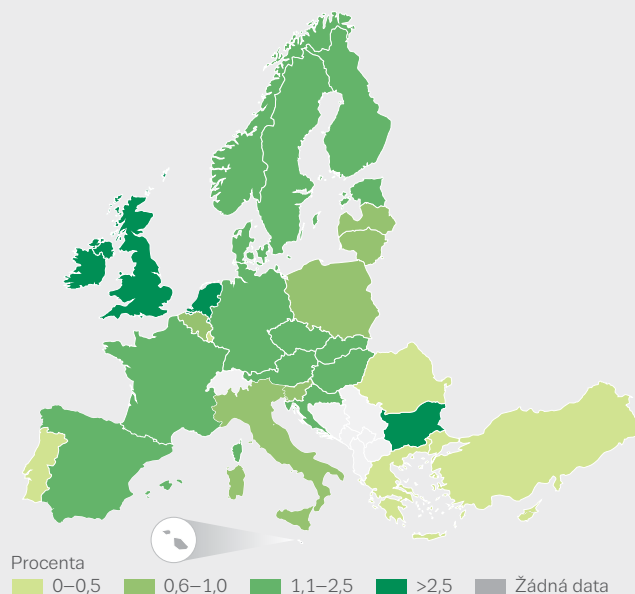 Procenta
0–0,5 0,6–1,0 1,1–2,5 >2,5 Žádná data